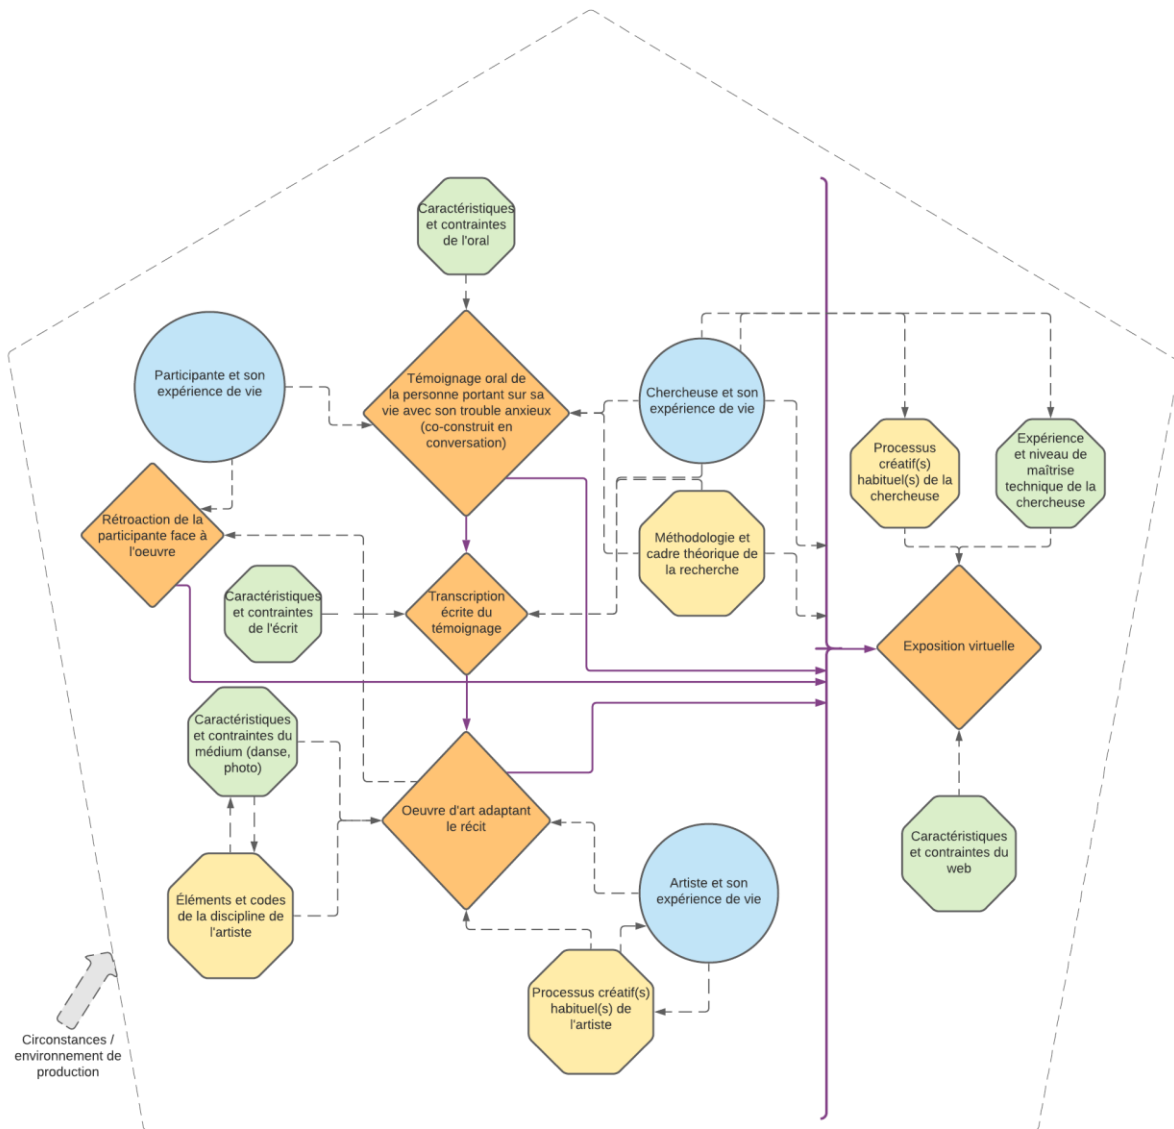 Caractéristiques
et contraintes
de l'oral
Participante et son
expérience de vie
Témoignage oral de
la personne portant sur sa
vie avec son trouble anxieux
(co-construit en
conversation)
Chercheuse et son
expérience de vie
Processus
créatif(s)
habituel(s) de la
chercheuse
Expérience
et niveau de
maîtrise
technique de la
chercheuse
Rétroaction de la
participante face à
l'oeuvre
Méthodologie et
cadre théorique de
la recherche
Caractéristiques
et contraintes
de l'écrit
Transcription
écrite du
témoignage
Exposition virtuelle
Caractéristiques
et contraintes du
médium (danse,
photo)
Oeuvre d'art adaptant
le récit
Caractéristiques
et contraintes du
web
Éléments et codes
de la discipline de
l'artiste
Artiste et son
expérience de vie
Processus créatif(s)
habituel(s) de
l'artiste
Circonstances /
environnement de
production